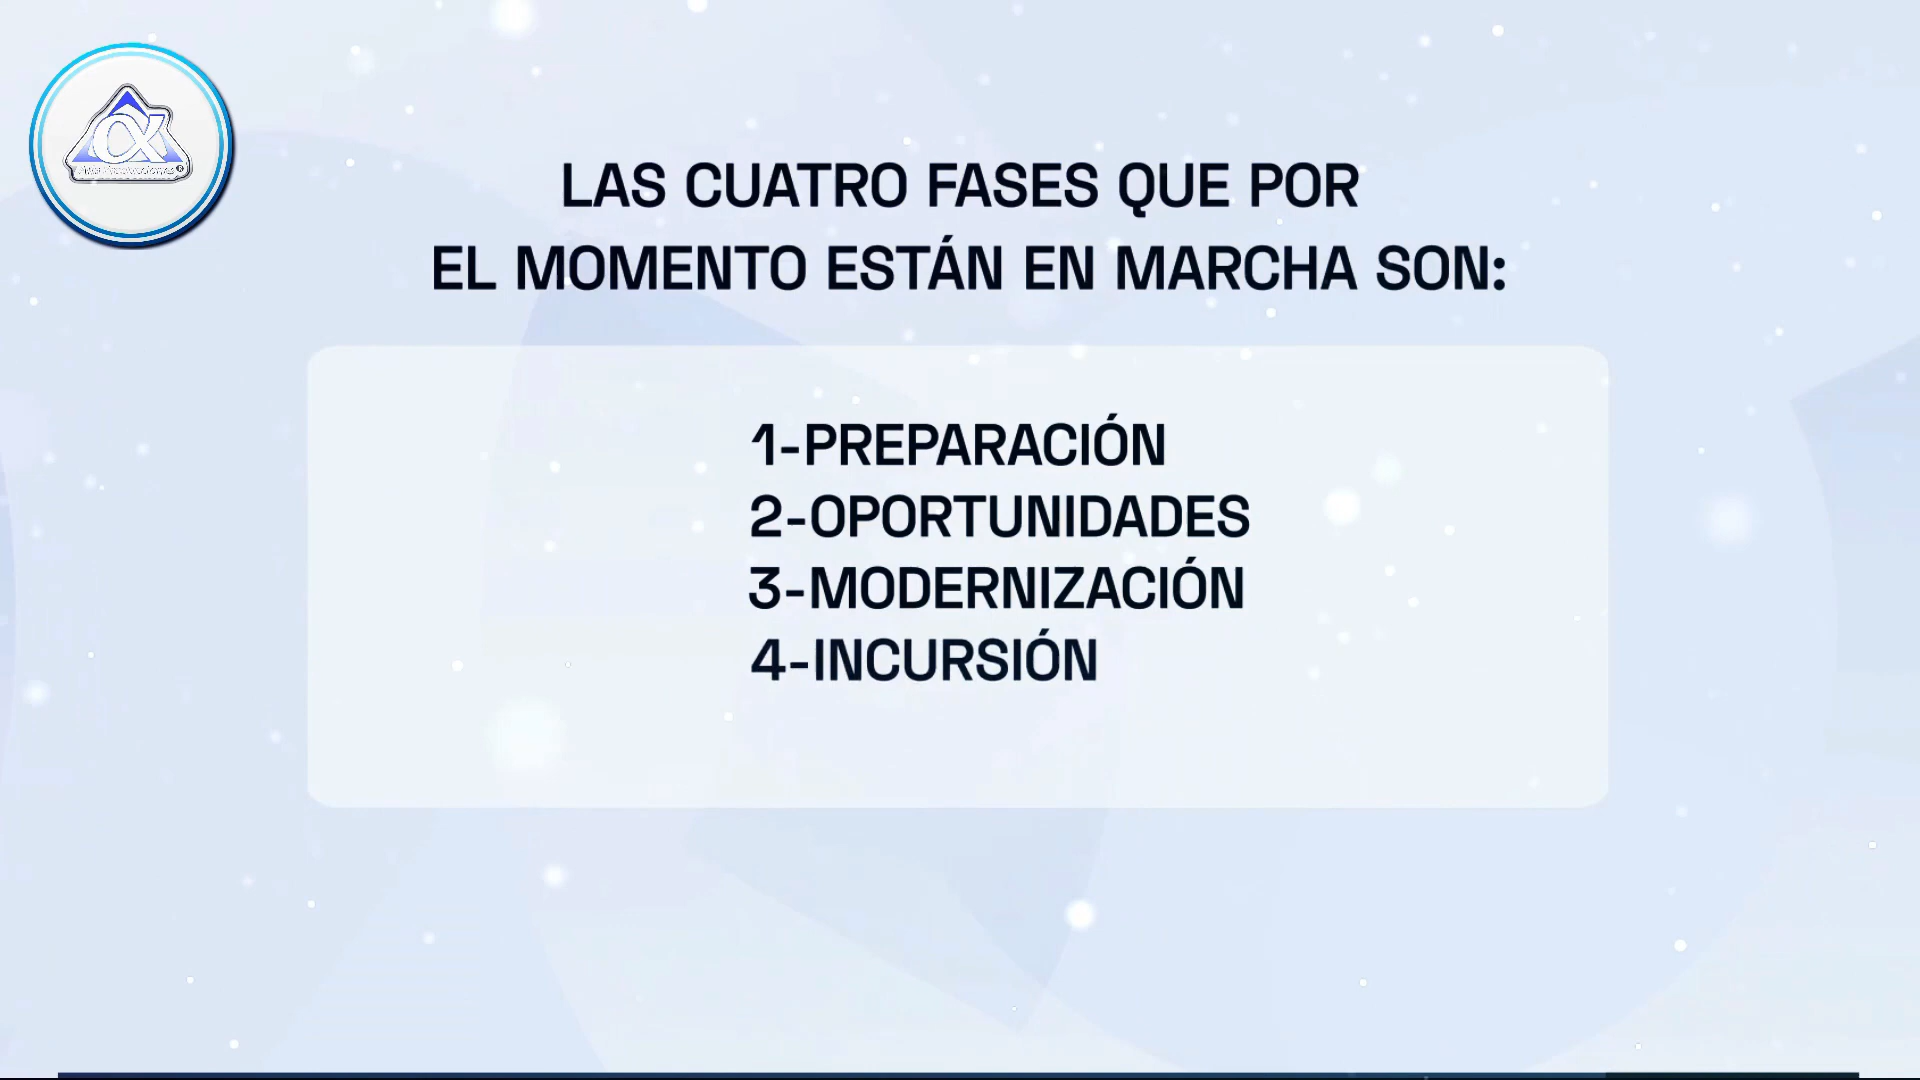 LAS CUATRO FASES QUE POR
EL MOMENTO ESTÁN EN MARCHA SON:
1-PREPARACIÓN
2-OPORTUNIDADES
3-MODERNIZACIÓN
4-INCURSIÓN